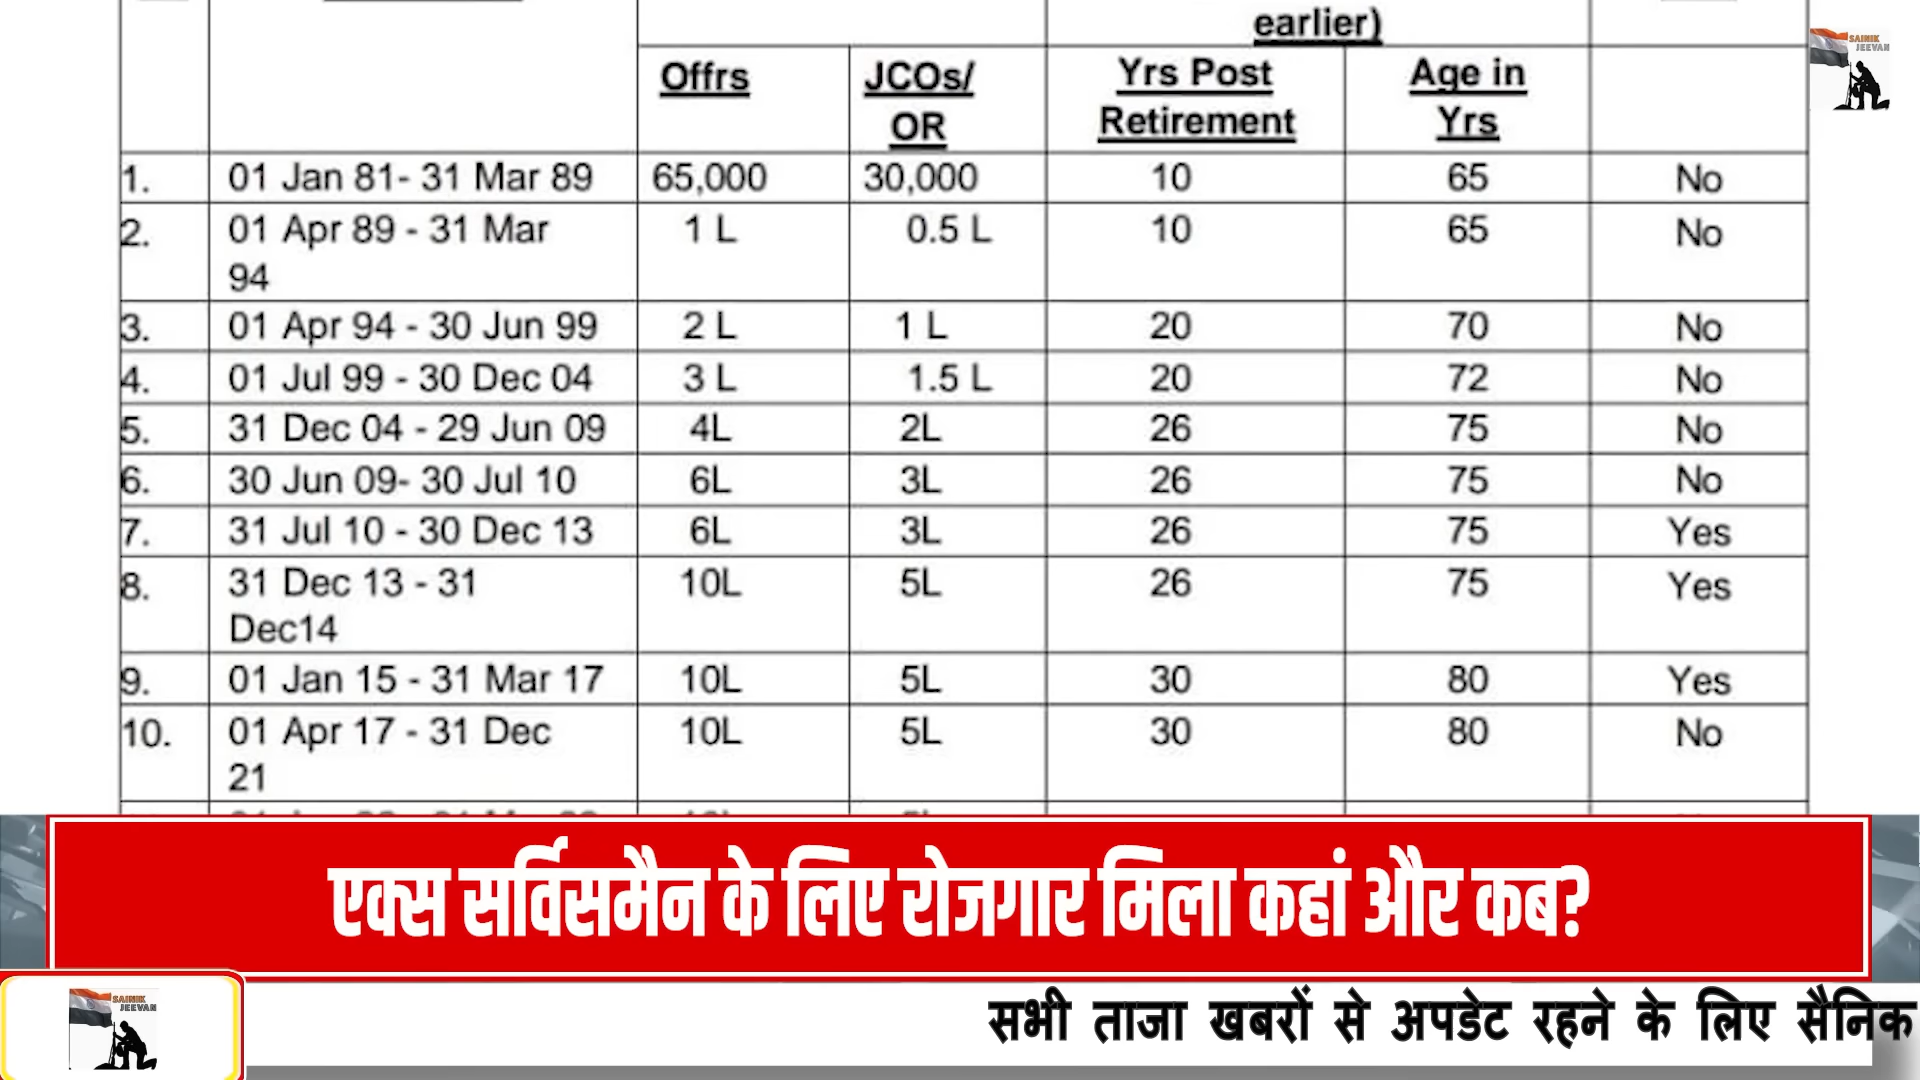 earlier)
Offrs JCOs/ Yrs Post Age in
OR Retirement Yrs
1. 01 Jan 81- 31 Mar 89 65,000 30,000 10 65 No
2. 01 Apr 89 - 31 Mar 1 L 0.5 L 10 65 No
94
3. 01 Apr 94 - 30 Jun 99 2 L 1 L 20 70 No
4. 01 Jul 99 - 30 Dec 04 3 L 1.5 L 20 72 No
5. 31 Dec 04 - 29 Jun 09 4L 2L 26 75 No
6. 30 Jun 09- 30 Jul 10 6L 3L 26 75 No
7. 31 Jul 10 - 30 Dec 13 6L 3L 26 75 Yes
8. 31 Dec 13 - 31 10L 5L 26 75 Yes
Dec14
9. 01 Jan 15 - 31 Mar 17 10L 5L 30 80 Yes
10. 01 Apr 17 - 31 Dec 10L 5L 30 80 No
21
SAINIK
JEEVAN
एक्स सर्विसमैन के लिए रोजगार मिला कहां और कब?
SAINIK
JEEVAN
सभी ताजा खबरों से अपडेट रहने के लिए सैनिक